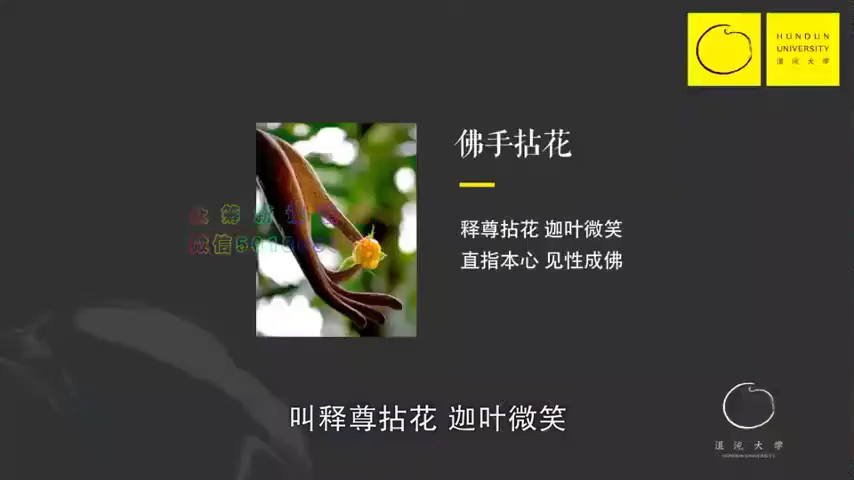 HUNDUN
UNIVERSITY
混沌大学
佛手拈花
释尊拈花 迦叶微笑
直指本心 见性成佛
叫释尊拈花 迦叶微笑
混沌大学
HUNDUN UNIVERSITY